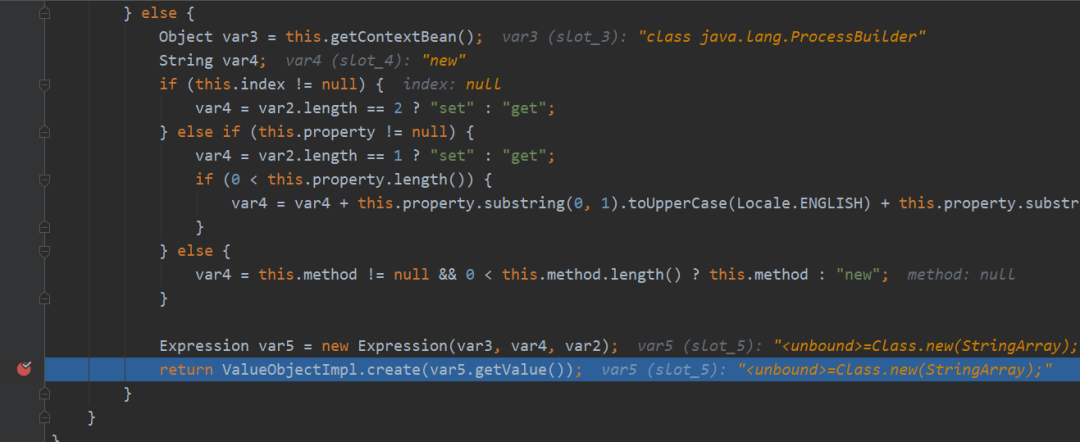 } else {
Object var3 = this.getContextBean();  var3 (slot_3): "class java.lang.ProcessBuilder"
String var4;  var4 (slot_4): "new"
if (this.index != null) {  index: null
var4 = var2.length == 2 ? "set" : "get";
} else if (this.property != null) {
var4 = var2.length == 1 ? "set" : "get";
if (0 < this.property.length()) {
var4 = var4 + this.property.substring(0, 1).toUpperCase(Locale.ENGLISH) + this.property.substr
}
} else {
var4 = this.method != null && 0 < this.method.length() ? this.method : "new";  method: null
}
Expression var5 = new Expression(var3, var4, var2);  var5 (slot_5): "<unbound>=Class.new(StringArray);
return ValueObjectImpl.create(var5.getValue());  var5 (slot_5): "<unbound>=Class.new(StringArray);"
}
}
}